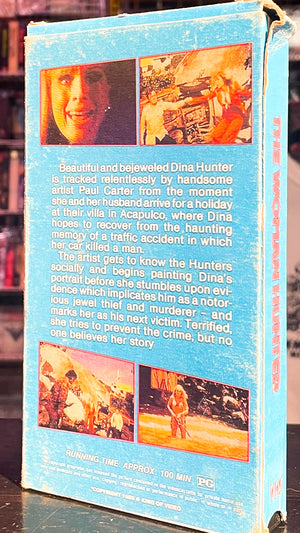 Beautiful and bejeweled Dina Hunter
is tracked relentlessly by handsome
artist Paul Carter from the moment
she and her husband arrive for a holiday
at their villa in Acapulco, where Dina
hopes to recover from the haunting
memory of a traffic accident in which
her car killed a man.
The artist gets to know the Hunters
socially and begins painting Dina's
portrait before she stumbles upon evi-
dence which implicates him as a notor-
ious jewel thief and murderer – and
marks her as his next victim. Terrified,
she tries to prevent the crime, but no
one believes her story
RUNNING TIME: APPROX. 100 MIN. PG
THE WOMAN HUNTER